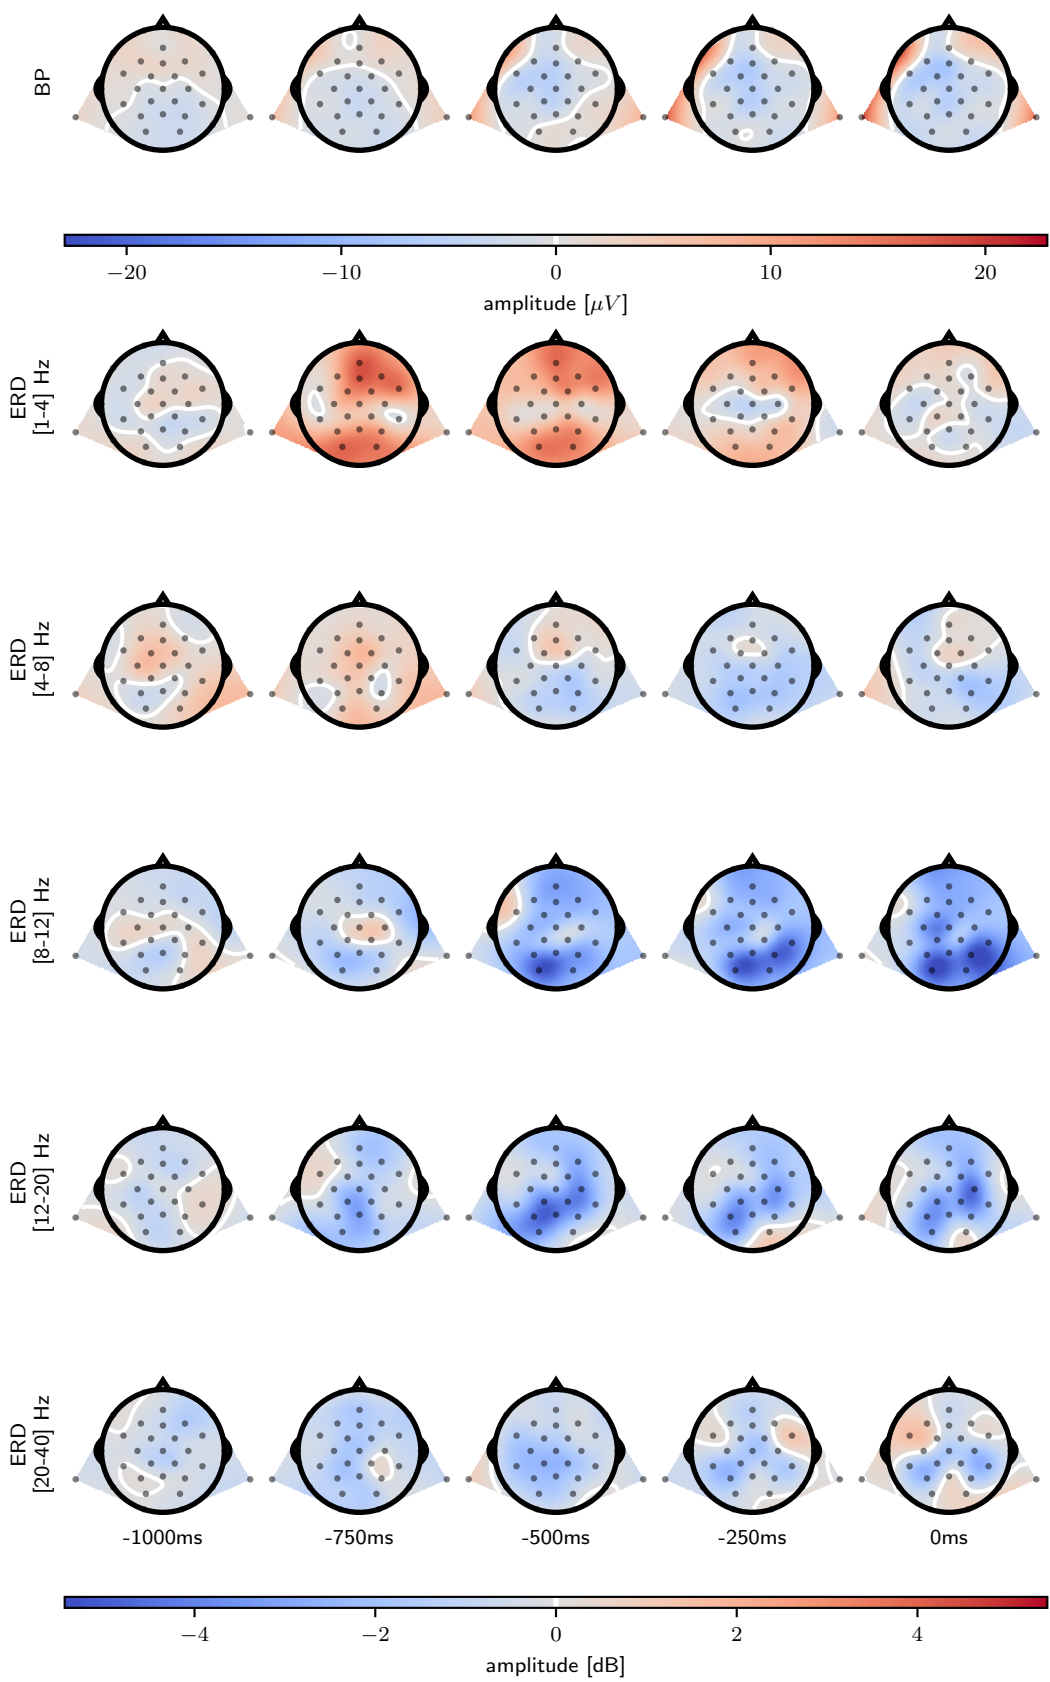 BP
−20 −10 0 10 20
amplitude [μV]
ERD
[1–4] Hz
ERD
[4–8] Hz
ERD
[8-12] Hz
ERD
[12-20] Hz
ERD
[20-40] Hz
-1000ms -750ms -500ms -250ms 0ms
−4 −2 0 2 4
amplitude [dB]